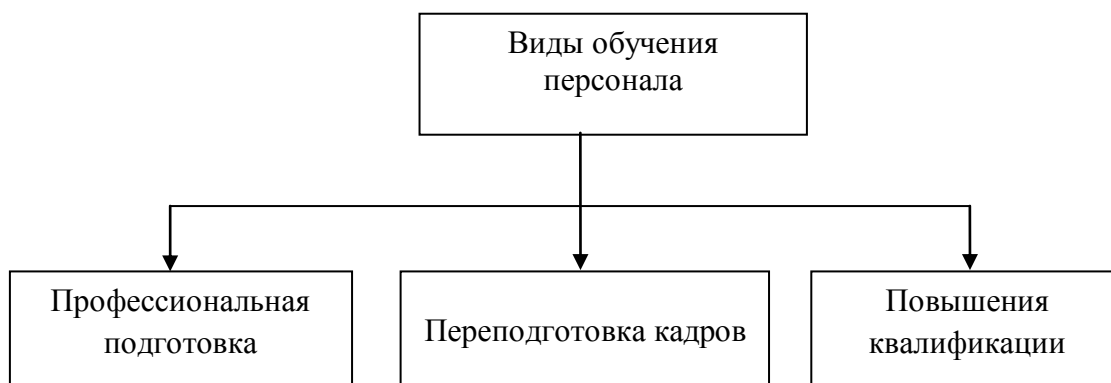 Виды обучения
персонала
Профессиональная
подготовка
Переподготовка кадров
Повышения
квалификации